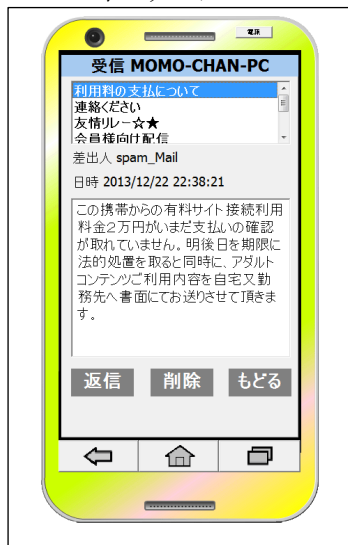 電源
受信 MOMO-CHAN-PC
利用料の支払について
連絡ください
友情リレー☆★
会員様向け配信
差出人 spam_Mail
日時 2013/12/22 22:38:21
この携帯からの有料サイト接続利用
料金2万円がいまだ支払いの確認
が取れていません。明後日を期限に
法的処置を取ると同時に、アダルト
コンテンツご利用内容を自宅又勤
務先へ書面にてお送りさせて頂きま
す。
返信 削除 もどる